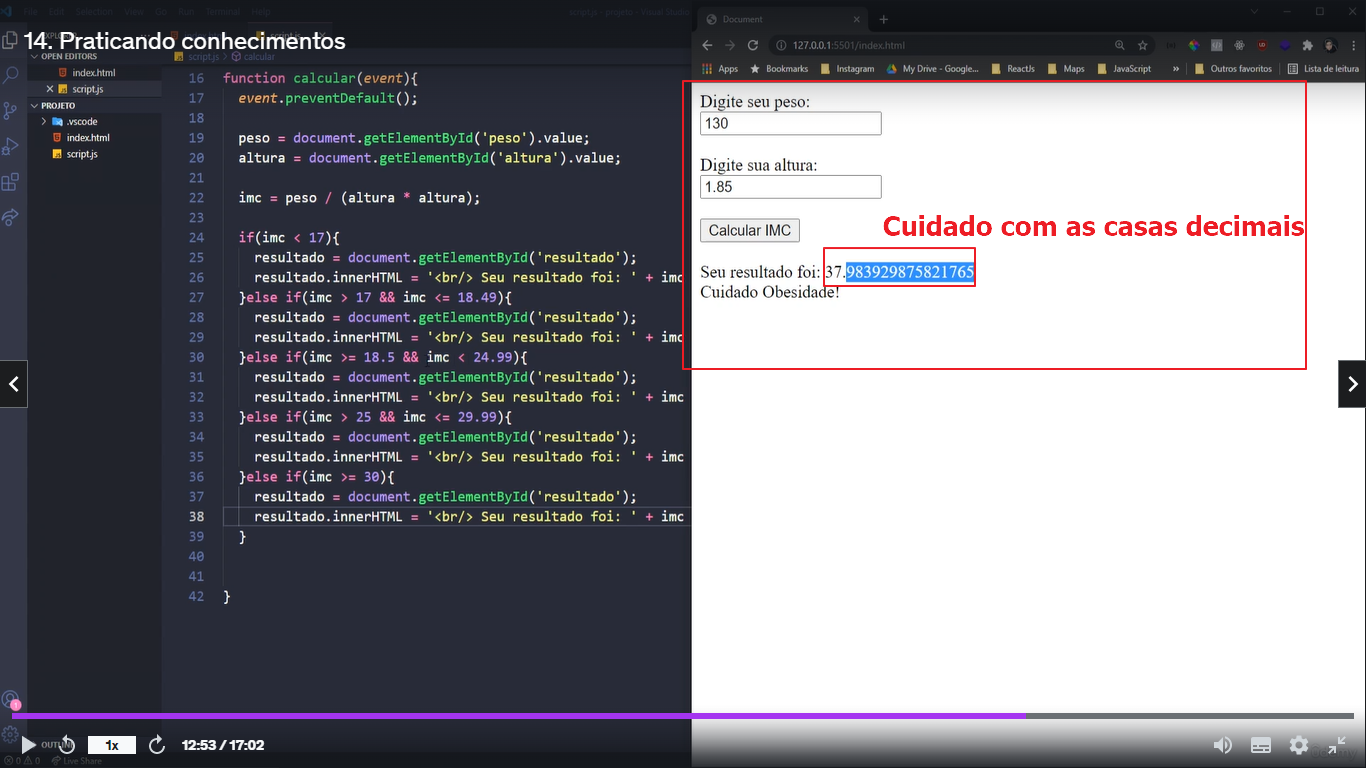 File Edit Selection View Go Run Terminal Help
script.js - projeto - Visual Studio
14. Praticando conhecimentos
OPEN EDITORS
index.html
script.js
PROJETO
.vscode
index.html
script.js
script.js > calcular
16 function calcular(event){
17 event.preventDefault();
18
19 peso = document.getElementById('peso').value;
20 altura = document.getElementById('altura').value;
21
22 imc = peso / (altura * altura);
23
24 if(imc < 17){
25 resultado = document.getElementById('resultado');
26 resultado.innerHTML = '<br/> Seu resultado foi: ' + imc
27 }else if(imc > 17 && imc <= 18.49){
28 resultado = document.getElementById('resultado');
29 resultado.innerHTML = '<br/> Seu resultado foi: ' + imc
30 }else if(imc >= 18.5 && imc < 24.99){
31 resultado = document.getElementById('resultado');
32 resultado.innerHTML = '<br/> Seu resultado foi: ' + imc
33 }else if(imc > 25 && imc <= 29.99){
34 resultado = document.getElementById('resultado');
35 resultado.innerHTML = '<br/> Seu resultado foi: ' + imc
36 }else if(imc >= 30){
37 resultado = document.getElementById('resultado');
38 resultado.innerHTML = '<br/> Seu resultado foi: ' + imc
39 }
40
41
42 }
Document
127.0.0.1:5501/index.html
Apps Bookmarks Instagram My Drive - Google... ReactJs Maps JavaScript » Outros favoritos Lista de leitura
Digite seu peso:
130
Digite sua altura:
1.85
Calcular IMC
Cuidado com as casas decimais
Seu resultado foi: 37.983929875821765
Cuidado Obesidade!
OUTLINE
1x
12:53 / 17:02
0 0 Live Share